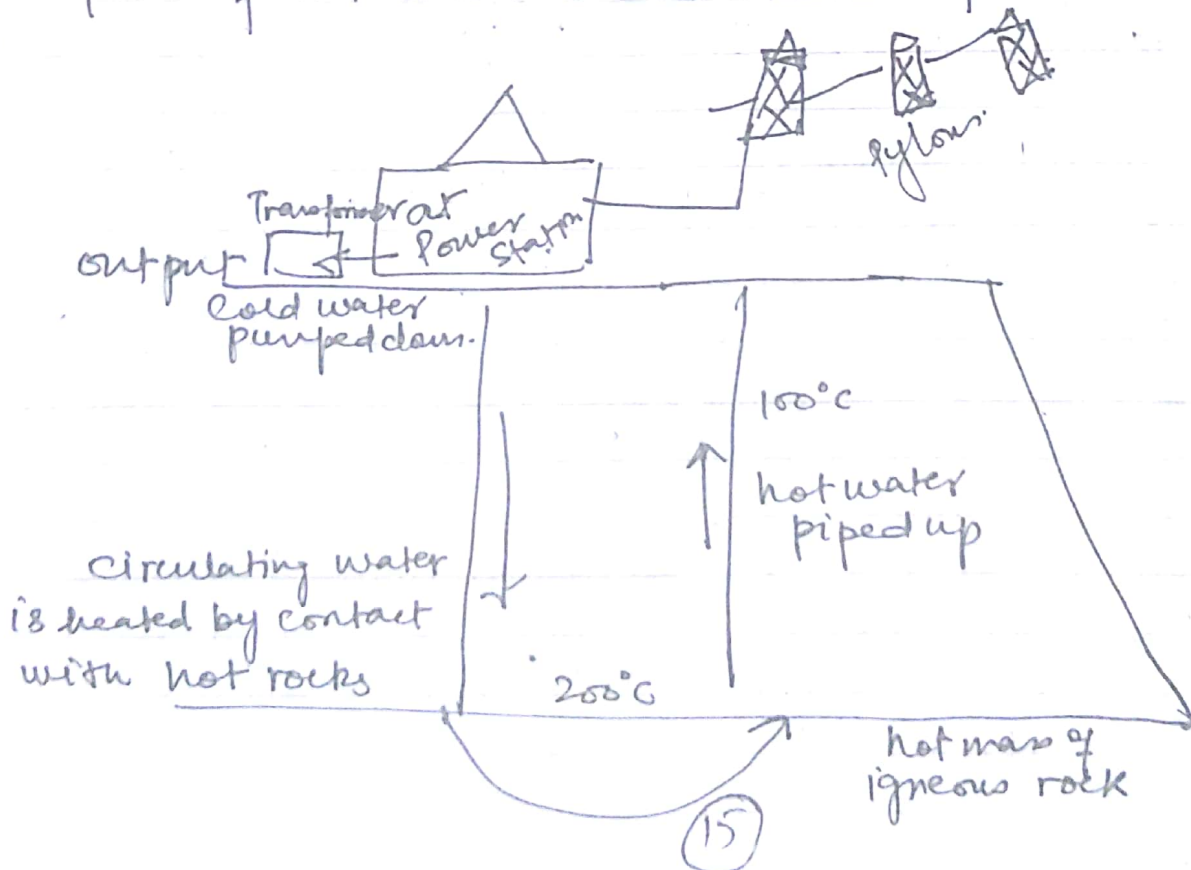 Pylons.
Transformer at
Power
Station
output
Cold water
pumped down.
100°C
hot water
piped up
Circulating water
is heated by contact
with hot rocks
200°C
hot mass of
igneous rock
15